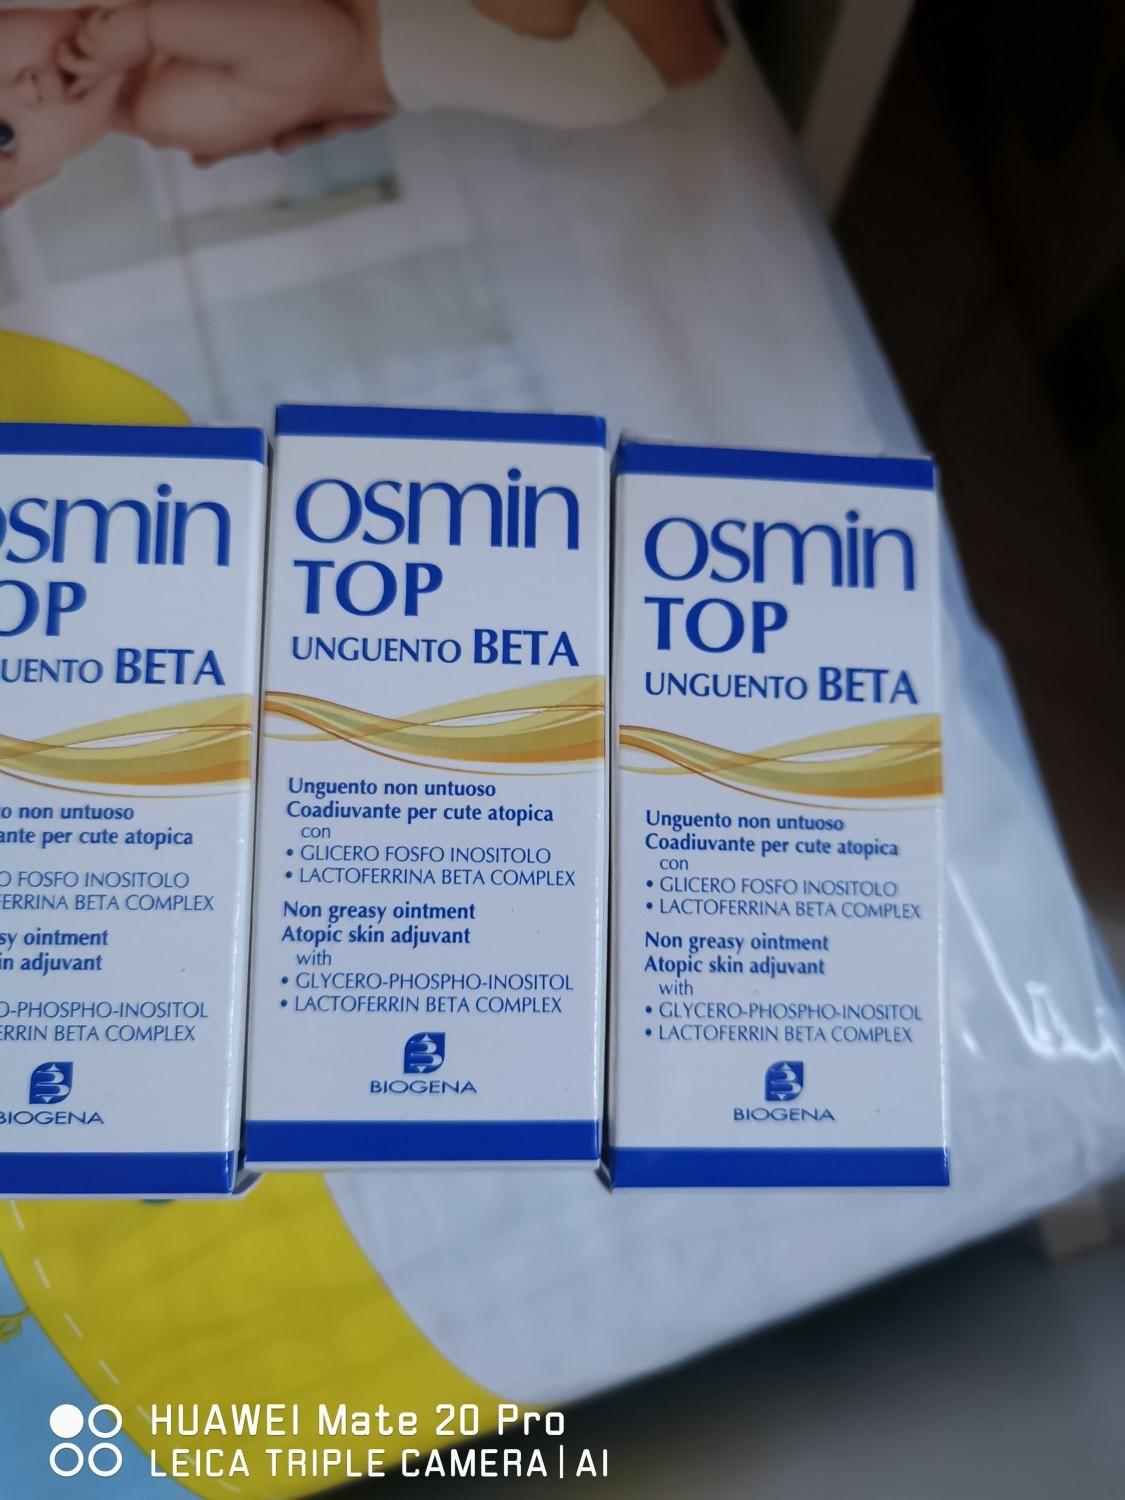 osmin
TOP
UNGUENTO BETA
Unguento non untuoso
Coadiuvante per cute atopica
con
• GLICERO FOSFO INOSITOLO
• LACTOFERRINA BETA COMPLEX
Non greasy ointment
Atopic skin adjuvant
with
• GLYCERO-PHOSPHO-INOSITOL
• LACTOFERRIN BETA COMPLEX
BIOGENA
osmin
TOP
UNGUENTO BETA
Unguento non untuoso
Coadiuvante per cute atopica
con
• GLICERO FOSFO INOSITOLO
• LACTOFERRINA BETA COMPLEX
Non greasy ointment
Atopic skin adjuvant
with
• GLYCERO-PHOSPHO-INOSITOL
• LACTOFERRIN BETA COMPLEX
BIOGENA
smin
OP
UENTO BETA
o non untuoso
ante per cute atopica
O FOSFO INOSITOLO
FERRINA BETA COMPLEX
sy ointment
in adjuvant
O-PHOSPHO-INOSITOL
ERRIN BETA COMPLEX
BIOGENA
HUAWEI Mate 20 Pro
LEICA TRIPLE CAMERA | AI